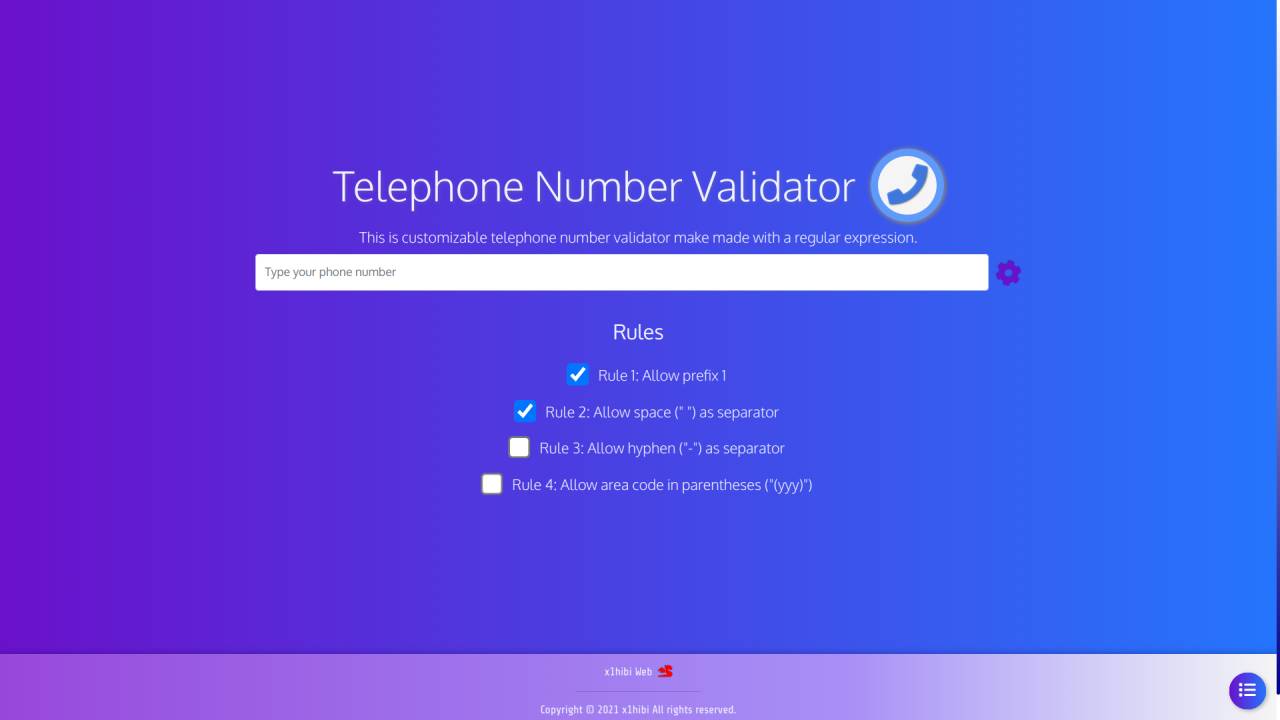 Telephone Number Validator
This is customizable telephone number validator make made with a regular expression.
Type your phone number
Rules
Rule 1: Allow prefix 1
Rule 2: Allow space (" ") as separator
Rule 3: Allow hyphen ("-") as separator
Rule 4: Allow area code in parentheses ("(yyy)")
x1hibi Web
Copyright © 2021 x1hibi All rights reserved.